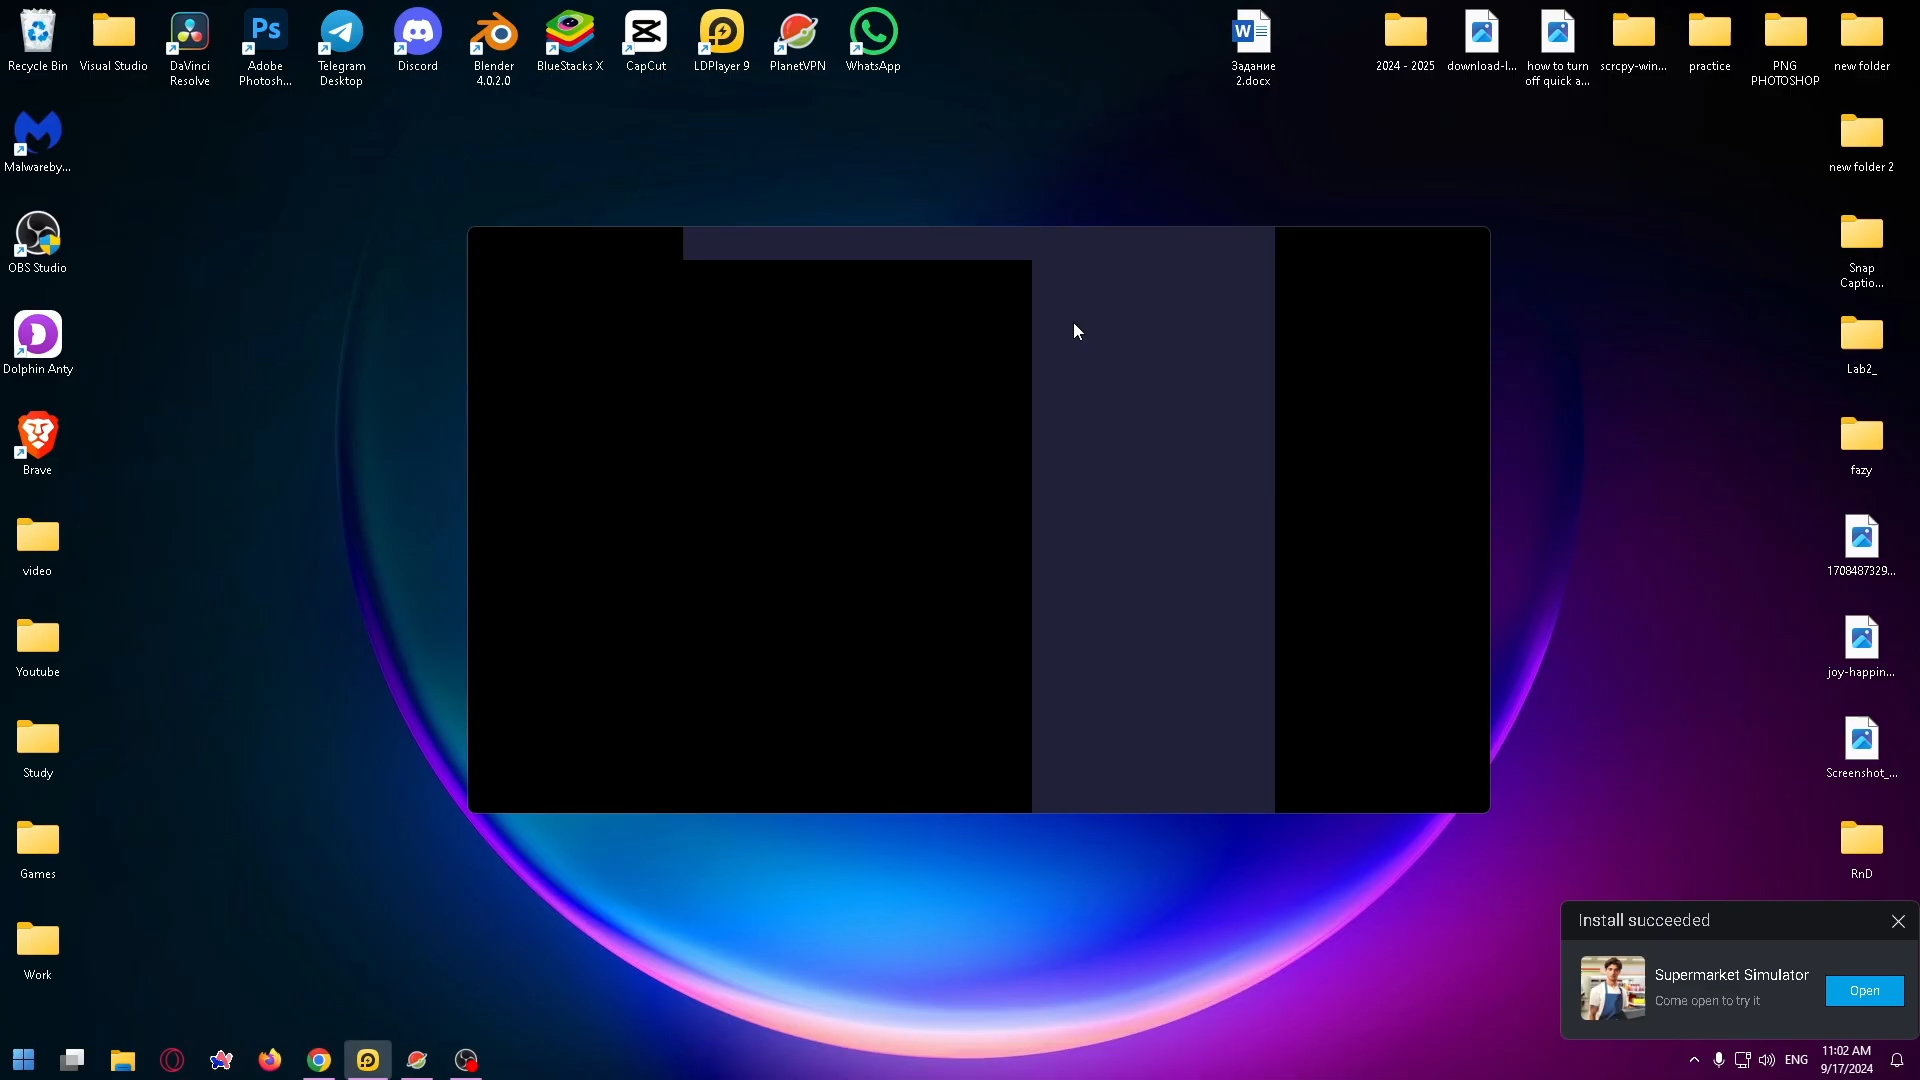 Recycle Bin
Visual Studio
DaVinci
Resolve
Ps
Adobe
Photosh...
Telegram
Desktop
Discord
Blender
4.0.2.0
BlueStacks X
CapCut
LDPlayer 9
PlanetVPN
WhatsApp
W
Задание
2.docx
2024 - 2025
download-l...
how to turn
off quick a...
scrcpy-win...
practice
PNG
PHOTOSHOP
new folder
Malwareby...
new folder 2
OBS Studio
Snap
Captio...
Dolphin Anty
Lab2_
Brave
fazy
video
1708487329...
Youtube
joy-happin...
Study
Screenshot_...
Games
RnD
Work
Install succeeded
Supermarket Simulator
Come open to try it
Open
ENG
11:02 AM
9/17/2024